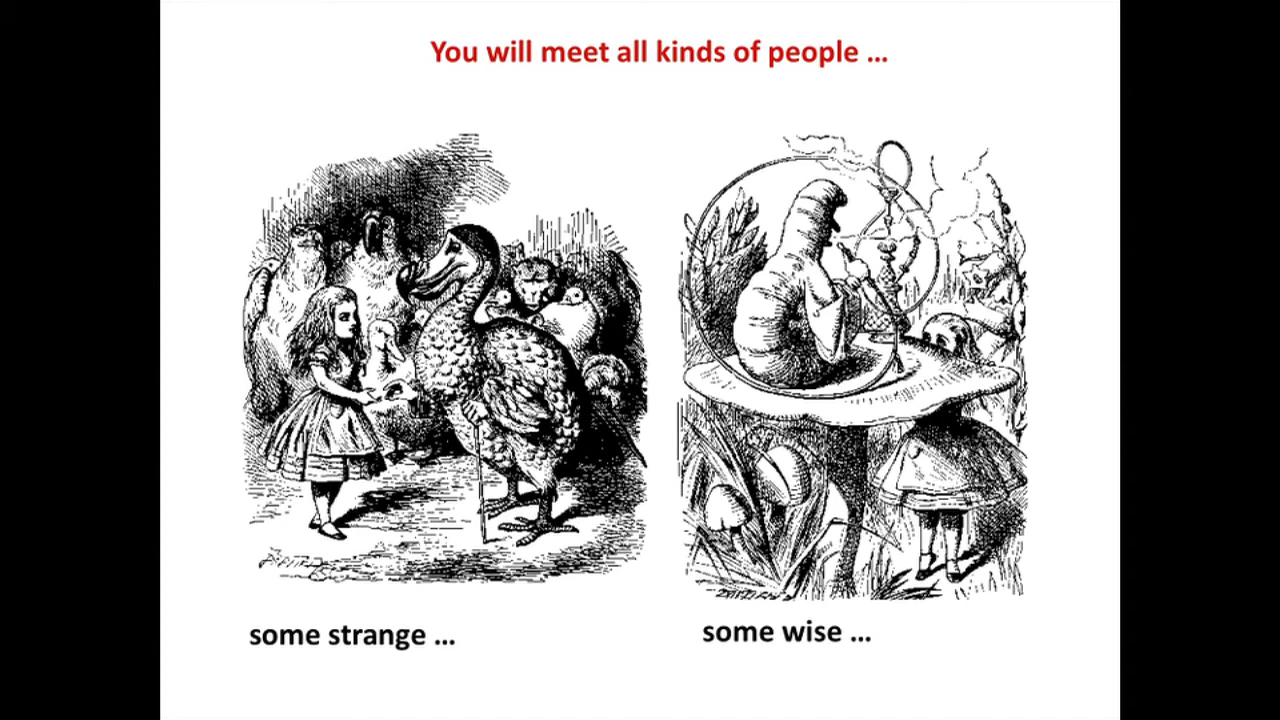 You will meet all kinds of people ...
some strange ...
some wise ...